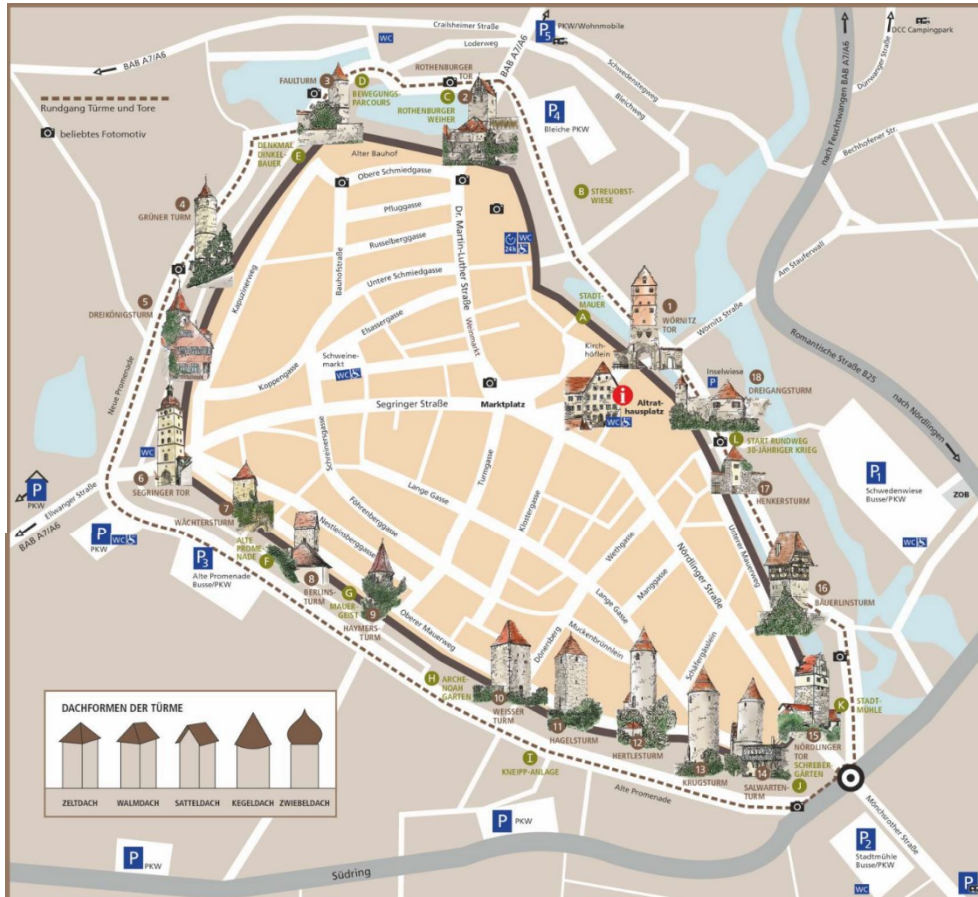 Crailsheimer Straße
P5
PKW/Wohnmobile
DCC Campingpark
BAB A7/A6
WC
Loderweg
BAB A7/A6
Schwedenstegweg
Bleichweg
nach Feuchtwangen BAB A7/A6
Dürrwanger Straße
Rundgang Türme und Tore
beliebtes Fotomotiv
FAULTURM
3
D
BEWEGUNGS-
PARCOURS
ROTHENBURGER
TOR
2
C
ROTHENBURGER
WEIHER
P4
Bleiche PKW
Bechhofener Str.
DENKMAL
DINKEL-
BAUER
E
Alter Bauhof
Obere Schmiedgasse
4
GRÜNER TURM
Pfluggasse
Russelberggasse
Bauhofstraße
Untere Schmiedgasse
Dr. Martin-Luther Straße
B
STREUOBST-
WIESE
24h
WC
Am Stauferwall
Kapuzinerweg
5
DREIKÖNIGSTURM
Elsassergasse
Weinmarkt
STADT-
MAUER
A
1
WÖRNITZ
TOR
Wörnitz Straße
Kirch-
höflein
Koppengasse
Schweine-
markt
WC
Inselwiese
P
18
DREIGANGSTURM
Romantische Straße B25
Neue Promenade
Segringer Straße
Marktplatz
i
Altrat-
hausplatz
WC
nach Nördlingen
L
START RUNDWEG
30-JÄHRIGER KRIEG
WC
6
SEGRINGER TOR
Schreinersgasse
Turmgasse
P1
Schwedenwiese
Busse/PKW
ZOB
17
HENKERSTURM
P
PKW
Ellwanger Straße
BAB A7/A6
7
WÄCHTERSTURM
Lange Gasse
Föhrenberggasse
Nestleinsberggasse
Klostergasse
Unterer Mauerweg
P
PKW
WC
P3
Alte Promenade
Busse/PKW
ALTE
PROME-
NADE
F
Wethgasse
Nördlinger Straße
Manggasse
WC
8
BERLINS-
TURM
G
MAUER-
GEIST
9
HAYMERS-
TURM
Oberer Mauerweg
Lange Gasse
16
BÄUERLINSTURM
Dönersberg
Muckenbrünnlein
Schäfergässlein
H
ARCHE-
NOAH
GARTEN
10
WEISSER
TURM
11
HAGELSTURM
12
HERTLESTURM
13
KRUGSTURM
14
SALWARTEN-
TURM
15
NÖRDLINGER
TOR
SCHREBER-
GÄRTEN
J
K
STADT-
MÜHLE
I
KNEIPP-ANLAGE
Alte Promenade
DACHFORMEN DER TÜRME
ZELTDACH
WALMDACH
SATTELDACH
KEGELDACH
ZWIEBELDACH
P
PKW
P
PKW
Südring
Mönchsrother Straße
P2
Stadtmühle
Busse/PKW
WC
P